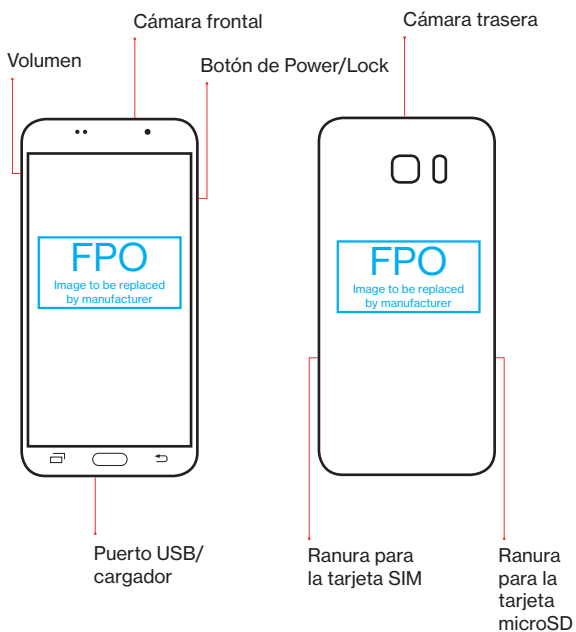 Cámara frontal
Cámara trasera
Volumen
Botón de Power/Lock
FPO
Image to be replaced
by manufacturer
FPO
Image to be replaced
by manufacturer
Puerto USB/
cargador
Ranura para
la tarjeta SIM
Ranura
para la
tarjeta
microSD